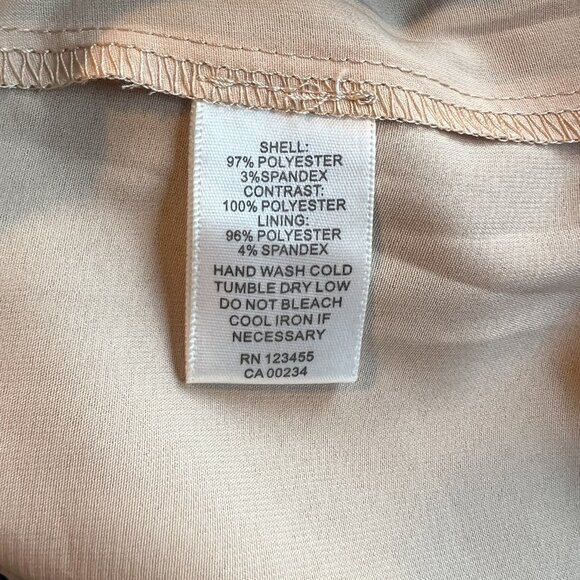 SHELL:
97% POLYESTER
3%SPANDEX
CONTRAST:
100% POLYESTER
LINING:
96% POLYESTER
4% SPANDEX
HAND WASH COLD
TUMBLE DRY LOW
DO NOT BLEACH
COOL IRON IF
NECESSARY
RN 123455
CA 00234